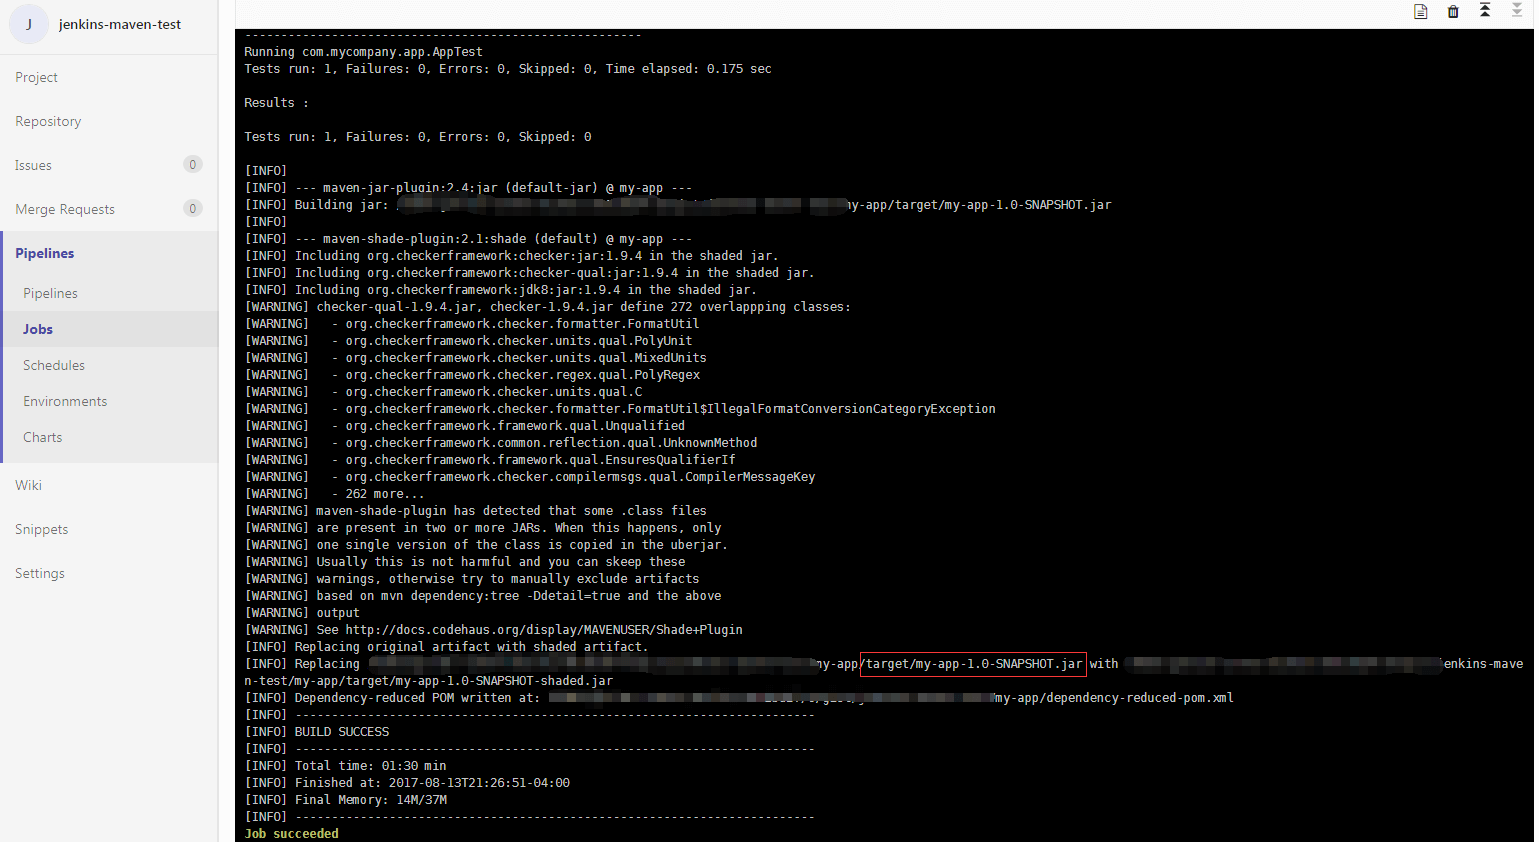 J jenkins-maven-test
Project
Repository
Issues 0
Merge Requests 0
Pipelines
Pipelines
Jobs
Schedules
Environments
Charts
Wiki
Snippets
Settings
-------------------------------------------------------
Running com.mycompany.app.AppTest
Tests run: 1, Failures: 0, Errors: 0, Skipped: 0, Time elapsed: 0.175 sec
Results :
Tests run: 1, Failures: 0, Errors: 0, Skipped: 0
[INFO]
[INFO] --- maven-jar-plugin:2.4:jar (default-jar) @ my-app ---
[INFO] Building jar: my-app/target/my-app-1.0-SNAPSHOT.jar
[INFO]
[INFO] --- maven-shade-plugin:2.1:shade (default) @ my-app ---
[INFO] Including org.checkerframework:checker:jar:1.9.4 in the shaded jar.
[INFO] Including org.checkerframework:checker-qual:jar:1.9.4 in the shaded jar.
[INFO] Including org.checkerframework:jdk8:jar:1.9.4 in the shaded jar.
[WARNING] checker-qual-1.9.4.jar, checker-1.9.4.jar define 272 overlappping classes:
[WARNING]   - org.checkerframework.checker.formatter.FormatUtil
[WARNING]   - org.checkerframework.checker.units.qual.PolyUnit
[WARNING]   - org.checkerframework.checker.units.qual.MixedUnits
[WARNING]   - org.checkerframework.checker.regex.qual.PolyRegex
[WARNING]   - org.checkerframework.checker.units.qual.C
[WARNING]   - org.checkerframework.checker.formatter.FormatUtil$IllegalFormatConversionCategoryException
[WARNING]   - org.checkerframework.framework.qual.Unqualified
[WARNING]   - org.checkerframework.common.reflection.qual.UnknownMethod
[WARNING]   - org.checkerframework.framework.qual.EnsuresQualifierIf
[WARNING]   - org.checkerframework.checker.compilermsgs.qual.CompilerMessageKey
[WARNING]   - 262 more...
[WARNING] maven-shade-plugin has detected that some .class files
[WARNING] are present in two or more JARs. When this happens, only
[WARNING] one single version of the class is copied in the uberjar.
[WARNING] Usually this is not harmful and you can skeep these
[WARNING] warnings, otherwise try to manually exclude artifacts
[WARNING] based on mvn dependency:tree -Ddetail=true and the above
[WARNING] output
[WARNING] See http://docs.codehaus.org/display/MAVENUSER/Shade+Plugin
[INFO] Replacing original artifact with shaded artifact.
[INFO] Replacing my-app/target/my-app-1.0-SNAPSHOT.jar with jenkins-mave
n-test/my-app/target/my-app-1.0-SNAPSHOT-shaded.jar
[INFO] Dependency-reduced POM written at: my-app/dependency-reduced-pom.xml
[INFO] ------------------------------------------------------------------------
[INFO] BUILD SUCCESS
[INFO] ------------------------------------------------------------------------
[INFO] Total time: 01:30 min
[INFO] Finished at: 2017-08-13T21:26:51-04:00
[INFO] Final Memory: 14M/37M
[INFO] ------------------------------------------------------------------------
Job succeeded